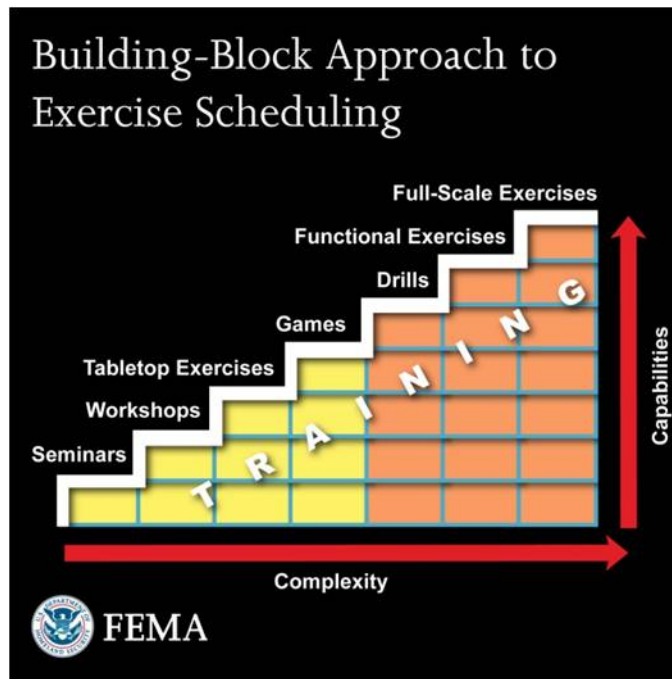 Building-Block Approach to
Exercise Scheduling
Full-Scale Exercises
Functional Exercises
Drills
Games
Tabletop Exercises
Workshops
Seminars
TRAINING
Capabilities
Complexity
FEMA